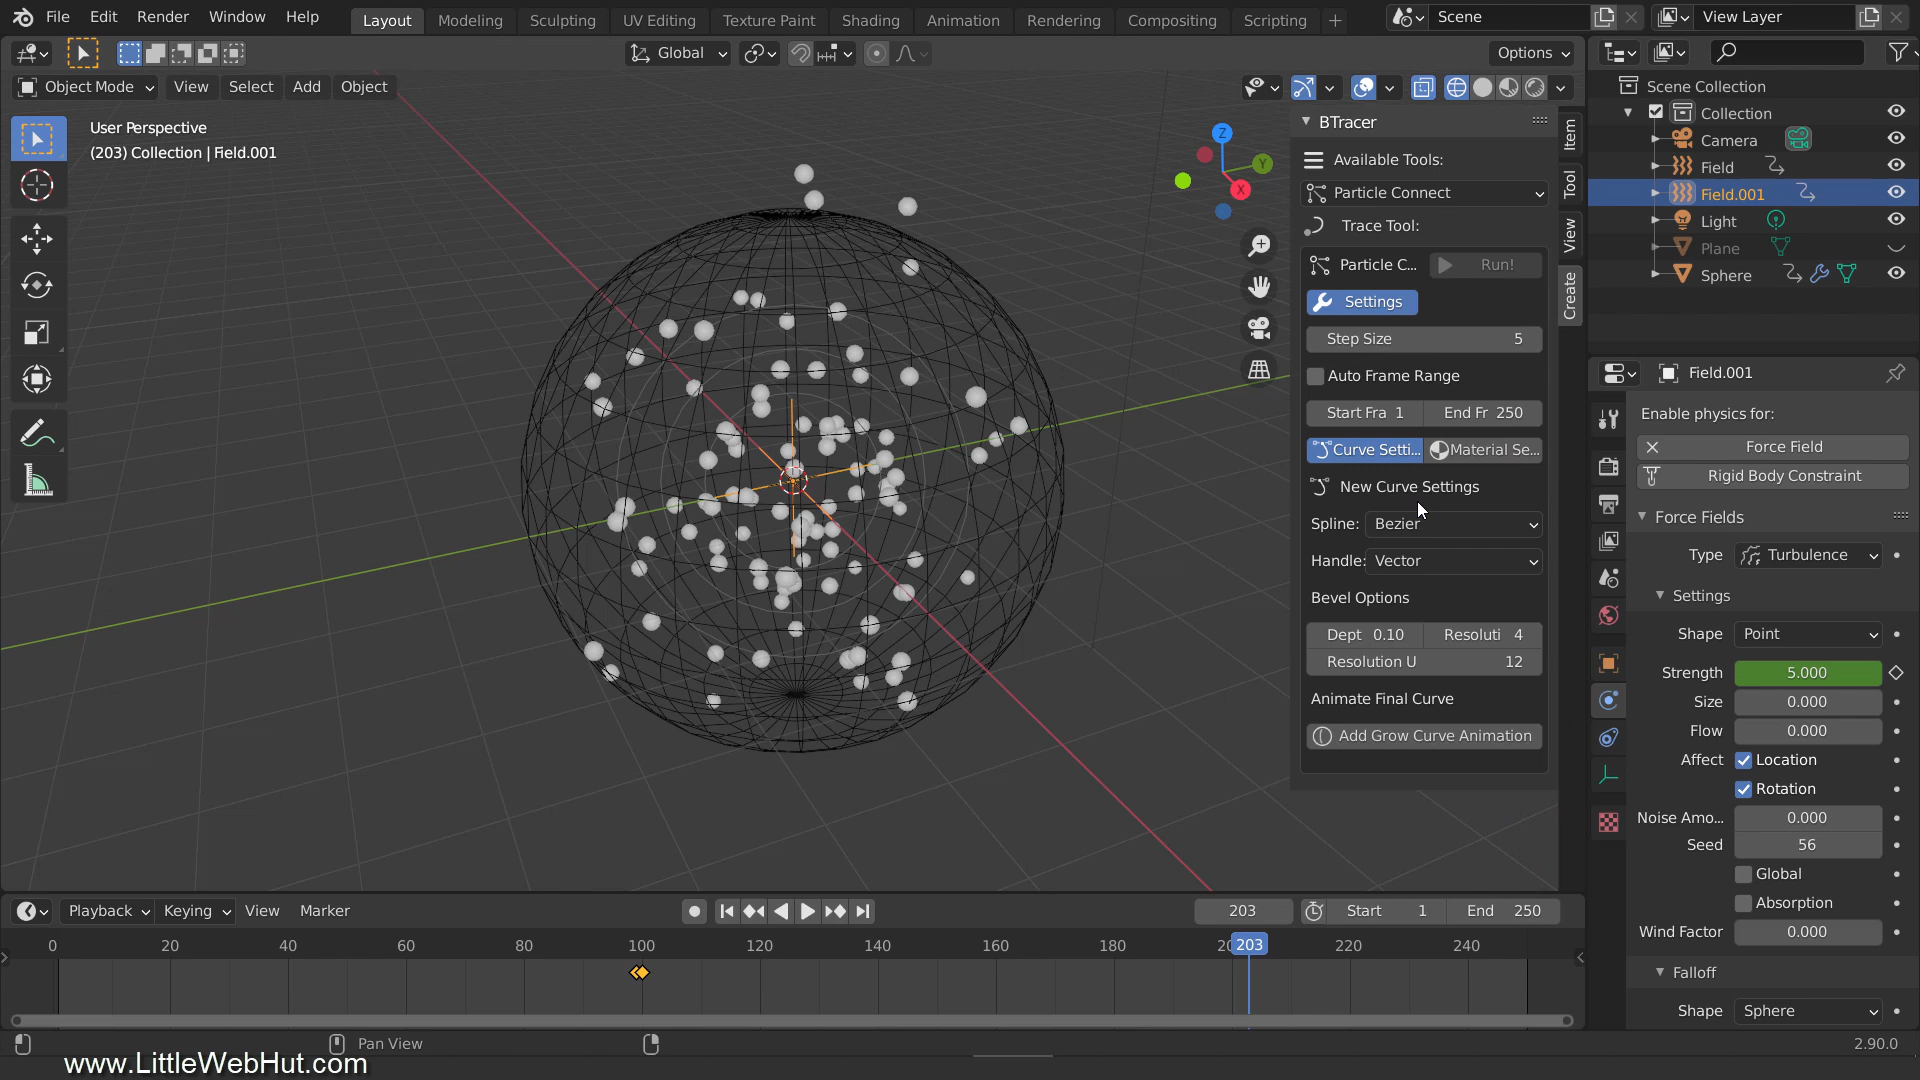 File Edit Render Window Help Layout Modeling Sculpting UV Editing Texture Paint Shading Animation Rendering Compositing Scripting + Scene View Layer
Global Options
Object Mode View Select Add Object
User Perspective
(203) Collection | Field.001
Z
Y
X
BTracer
Available Tools:
Particle Connect
Trace Tool:
Particle C... Run!
Settings
Step Size 5
Auto Frame Range
Start Fra 1 End Fr 250
Curve Setti... Material Se...
New Curve Settings
Spline: Bezier
Handle: Vector
Bevel Options
Dept 0.10 Resoluti 4
Resolution U 12
Animate Final Curve
Add Grow Curve Animation
Item
Tool
View
Create
Scene Collection
Collection
Camera
Field
Field.001
Light
Plane
Sphere
Field.001
Enable physics for:
Force Field
Rigid Body Constraint
Force Fields
Type Turbulence
Settings
Shape Point
Strength 5.000
Size 0.000
Flow 0.000
Affect Location
Rotation
Noise Amo... 0.000
Seed 56
Global
Absorption
Wind Factor 0.000
Falloff
Shape Sphere
Playback Keying View Marker 203 Start 1 End 250
0 20 40 60 80 100 120 140 160 180 203 220 240
Pan View 2.90.0
www.LittleWebHut.com